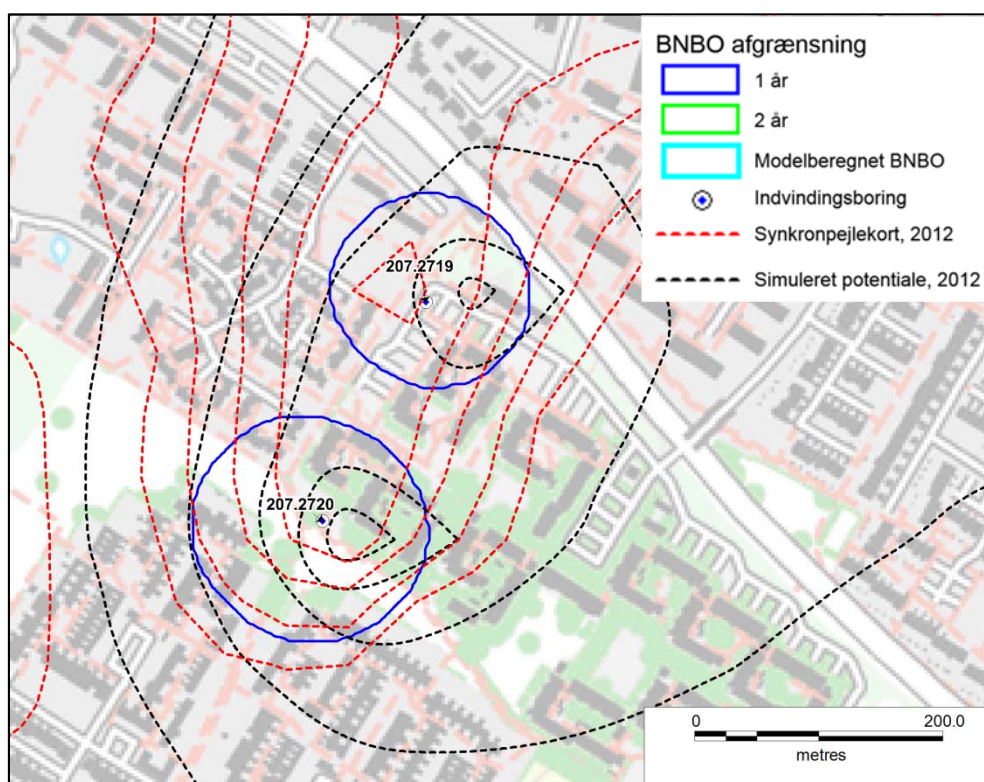 BNBO afgrænsning
1 år
2 år
Modelberegnet BNBO
Indvindingsboring
Synkronpejlekort, 2012
Simuleret potentiale, 2012
207.2719
207.2720
0 200.0
metres